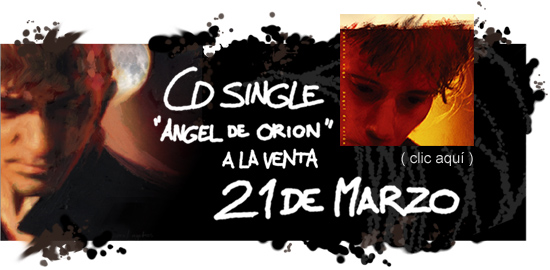 CD SINGLE
"ANGEL DE ORION"
A LA VENTA
21 DE MARZO
( clic aquí )